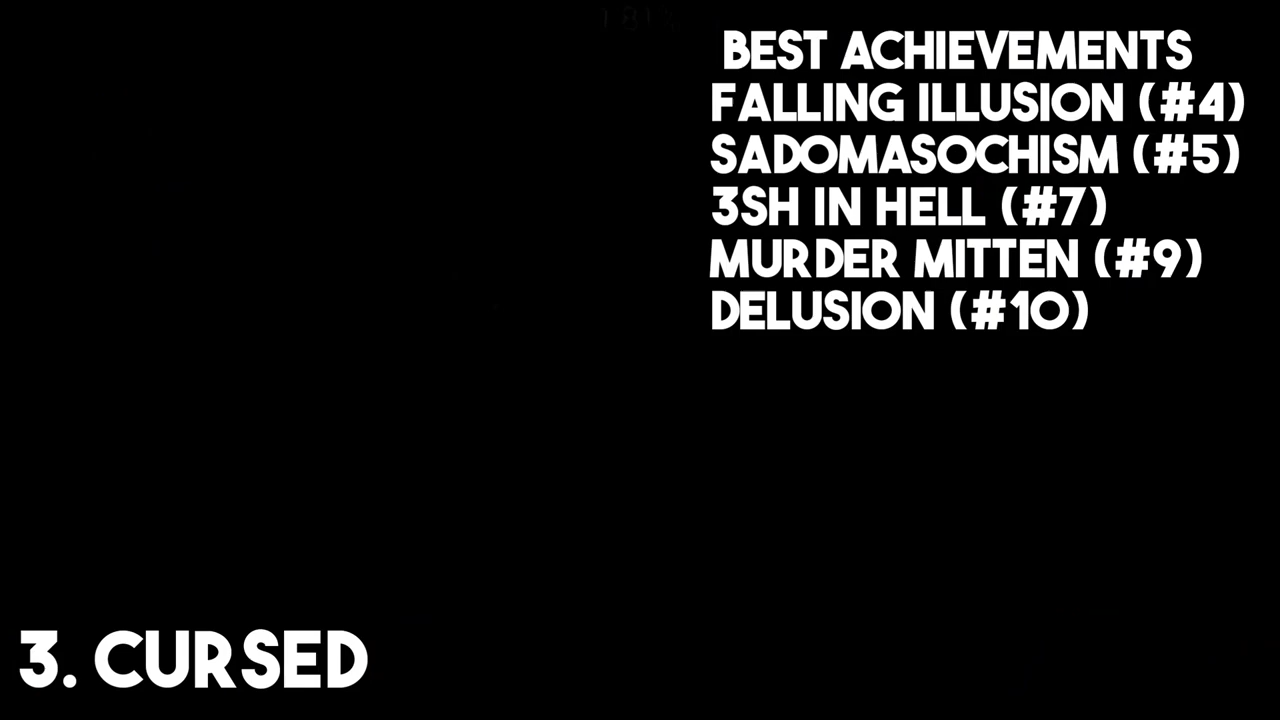 BEST ACHIEVEMENTS
FALLING ILLUSION (#4)
SADOMASOCHISM (#5)
3SH IN HELL (#7)
MURDER MITTEN (#9)
DELUSION (#10)
3. CURSED